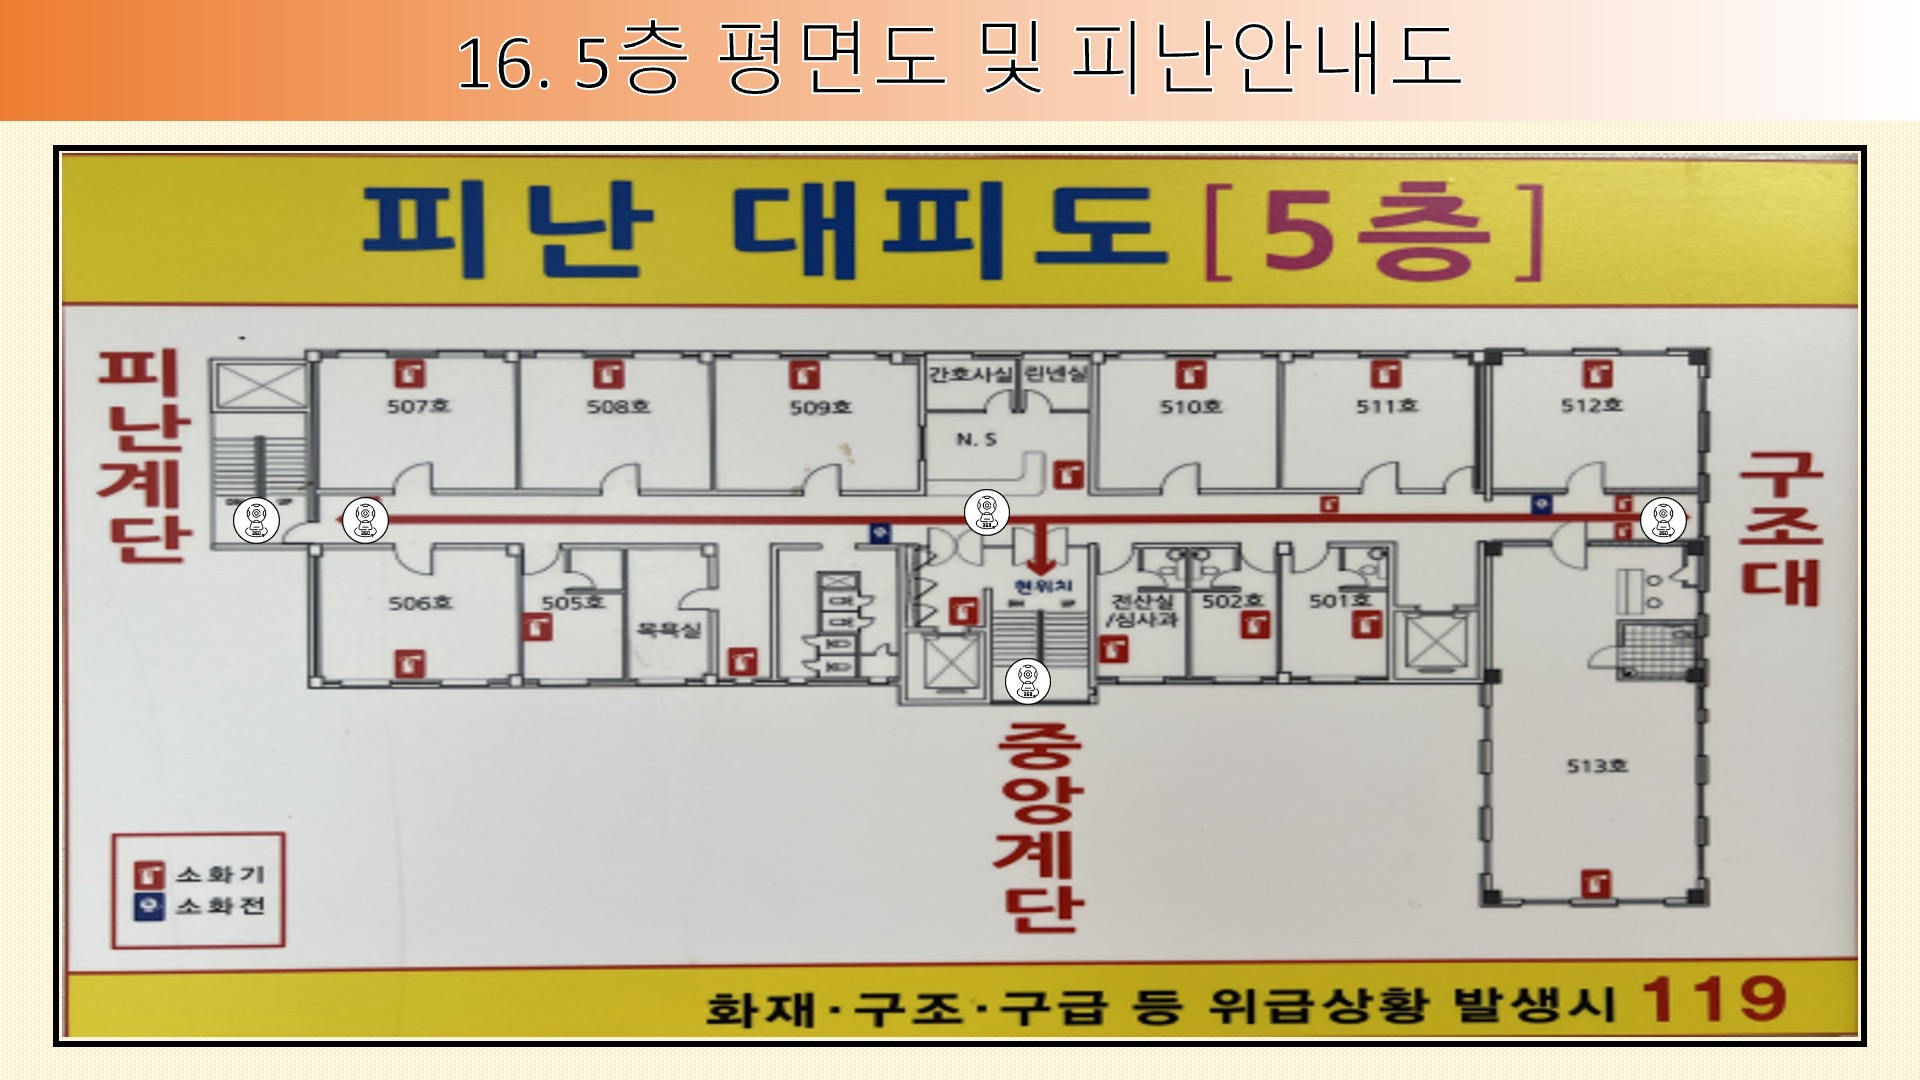 16. 5층 평면도 및 피난안내도
피난 대피도[5층]
피난계단
구조대
507호
508호
509호
간호사실
린넨실
510호
511호
512호
N. S
506호
505호
목욕실
현위치
전산실
/심사과
502호
501호
513호
중앙계단
소화기
소화전
화재·구조·구급 등 위급상황 발생시 119